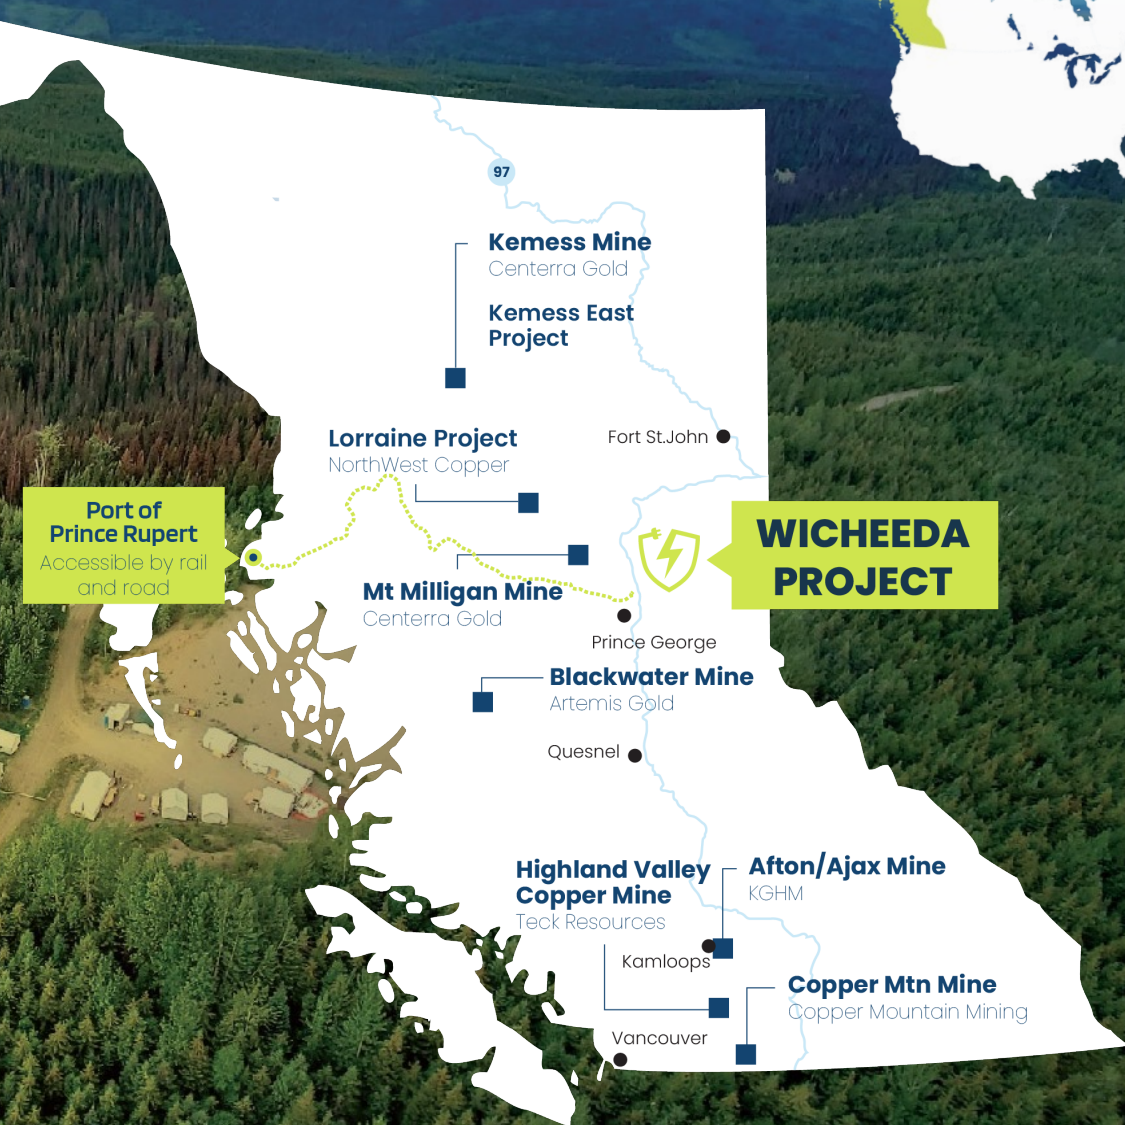 97
Kemess Mine
Centerra Gold
Kemess East
Project
Lorraine Project
NorthWest Copper
Fort St.John
Port of
Prince Rupert
Accessible by rail
and road
WICHEEDA
PROJECT
Mt Milligan Mine
Centerra Gold
Prince George
Blackwater Mine
Artemis Gold
Quesnel
Highland Valley
Copper Mine
Teck Resources
Afton/Ajax Mine
KGHM
Kamloops
Copper Mtn Mine
Copper Mountain Mining
Vancouver